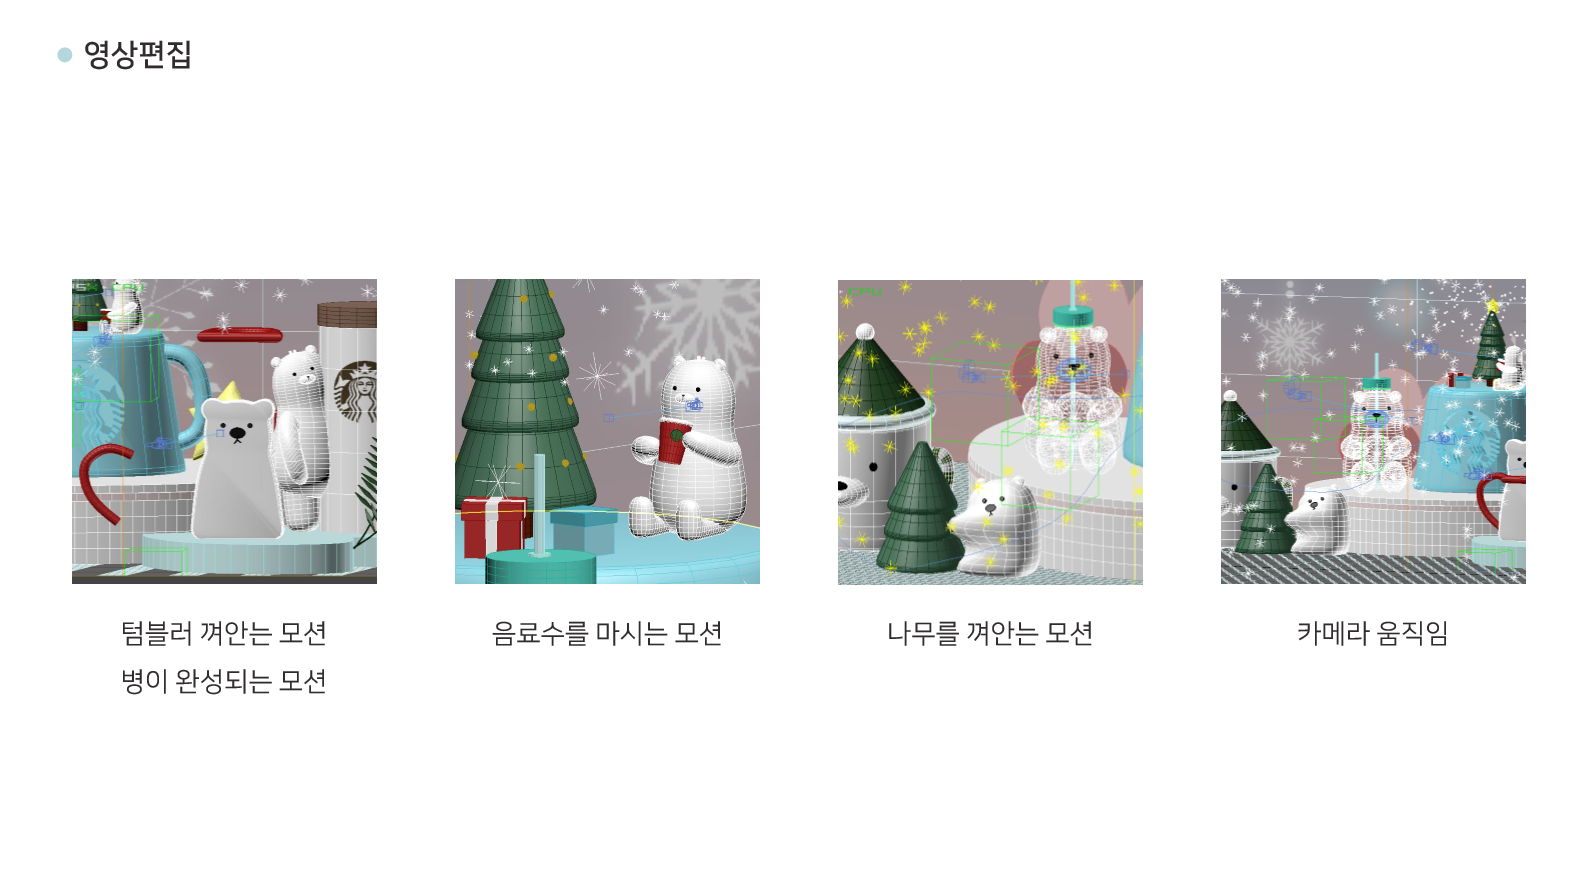 영상편집
CPU
CPU
텀블러 껴안는 모션
병이 완성되는 모션
음료수를 마시는 모션
나무를 껴안는 모션
카메라 움직임